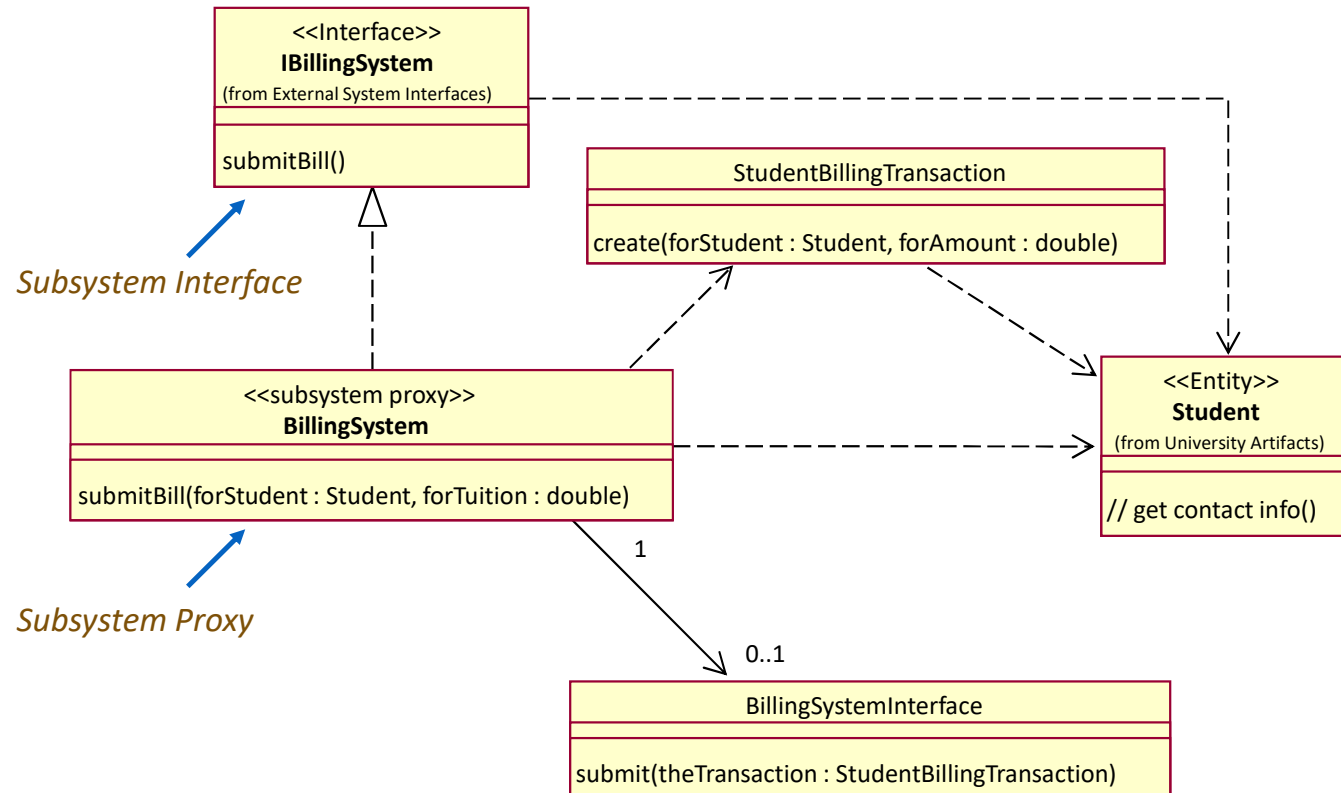 <<Interface>>
IBillingSystem
(from External System Interfaces)
submitBill()
StudentBillingTransaction
create(forStudent : Student, forAmount : double)
Subsystem Interface
<<subsystem proxy>>
BillingSystem
submitBill(forStudent : Student, forTuition : double)
<<Entity>>
Student
(from University Artifacts)
// get contact info()
1
Subsystem Proxy
0..1
BillingSystemInterface
submit(theTransaction : StudentBillingTransaction)